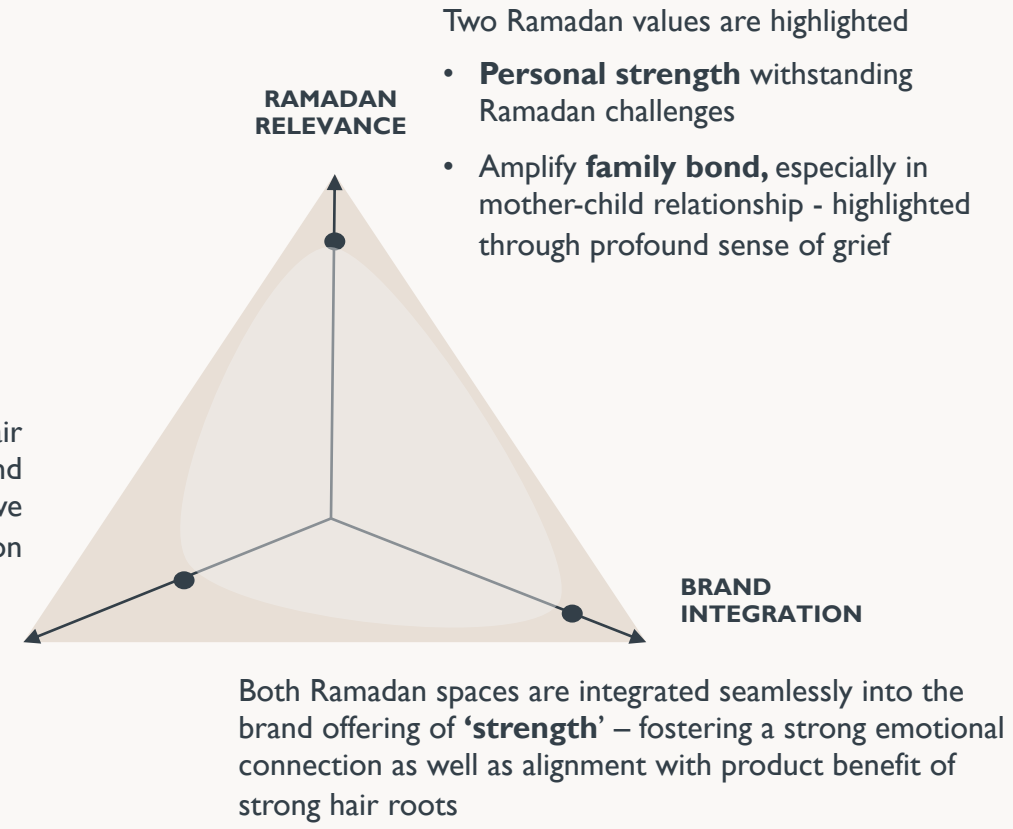 Two Ramadan values are highlighted
• Personal strength withstanding
Ramadan challenges
• Amplify family bond, especially in
mother-child relationship - highlighted
through profound sense of grief
RAMADAN
RELEVANCE
BRAND
INTEGRATION
Both Ramadan spaces are integrated seamlessly into the
brand offering of ‘strength’ – fostering a strong emotional
connection as well as alignment with product benefit of
strong hair roots